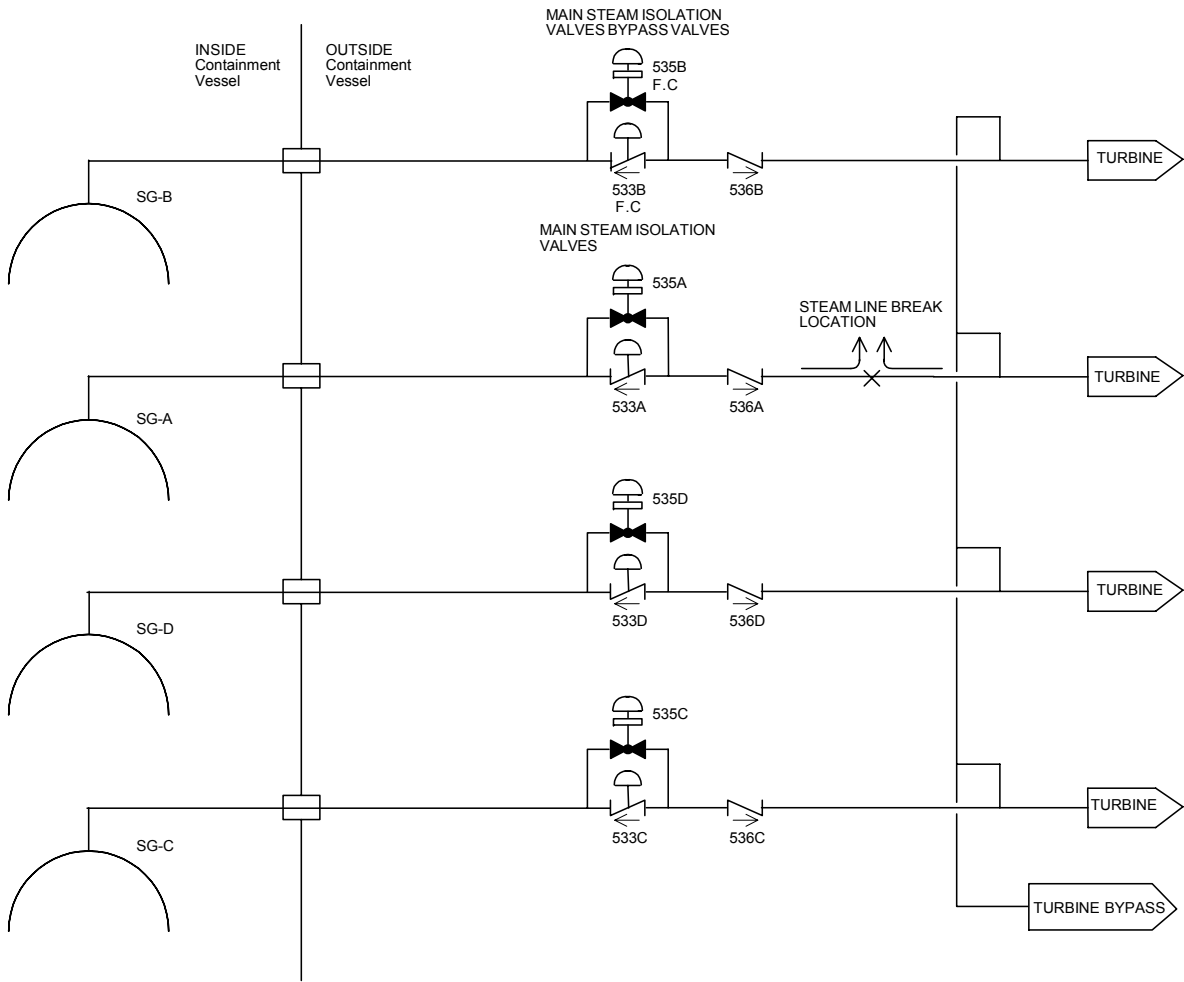 MAIN STEAM ISOLATION
VALVES BYPASS VALVES
INSIDE
Containment
Vessel
OUTSIDE
Containment
Vessel
535B
F.C
TURBINE
SG-B
533B
F.C
536B
MAIN STEAM ISOLATION
VALVES
535A
STEAM LINE BREAK
LOCATION
TURBINE
SG-A
533A
536A
535D
TURBINE
SG-D
533D
536D
535C
TURBINE
SG-C
533C
536C
TURBINE BYPASS